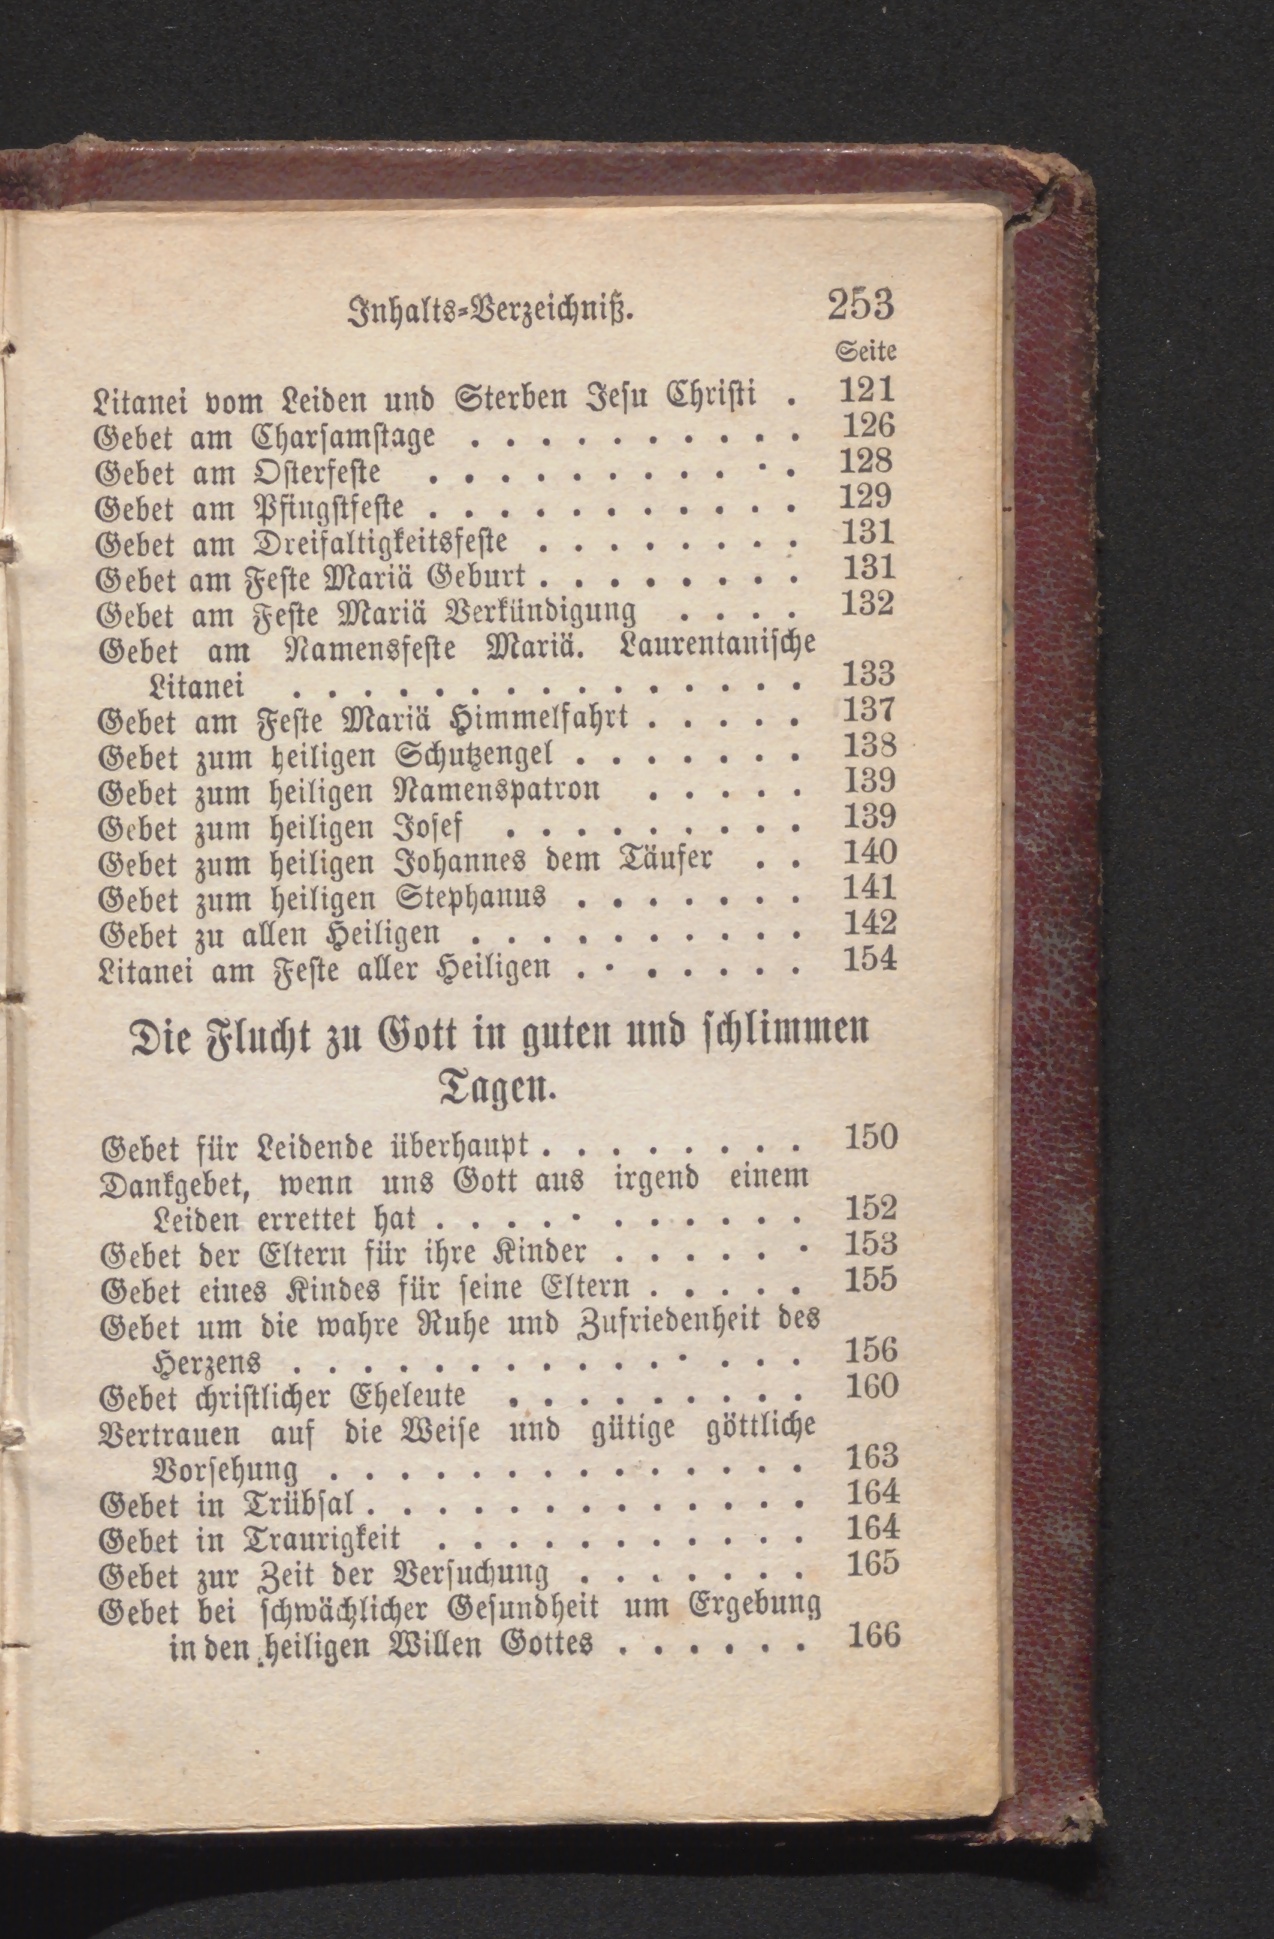 Inhalts-Verzeichniß. 253
Seite
Litanei vom Leiden und Sterben Jesu Christi . 121
Gebet am Charsamstage . . . . . . . . . . 126
Gebet am Osterfeste . . . . . . . . . . . 128
Gebet am Pfingstfeste . . . . . . . . . . . 129
Gebet am Dreifaltigkeitsfeste . . . . . . . . 131
Gebet am Feste Mariä Geburt . . . . . . . . 131
Gebet am Feste Mariä Verkündigung . . . . 132
Gebet am Namensfeste Mariä. Laurentanische
Litanei . . . . . . . . . . . . . . . 133
Gebet am Feste Mariä Himmelfahrt . . . . . 137
Gebet zum heiligen Schutzengel . . . . . . . 138
Gebet zum heiligen Namenspatron . . . . . 139
Gebet zum heiligen Josef . . . . . . . . . 139
Gebet zum heiligen Johannes dem Täufer . . 140
Gebet zum heiligen Stephanus . . . . . . . 141
Gebet zu allen Heiligen . . . . . . . . . . 142
Litanei am Feste aller Heiligen . . . . . . . 154
Die Flucht zu Gott in guten und schlimmen
Tagen.
Gebet für Leidende überhaupt . . . . . . . . 150
Dankgebet, wenn uns Gott aus irgend einem
Leiden errettet hat . . . . . . . . . . . 152
Gebet der Eltern für ihre Kinder . . . . . . 153
Gebet eines Kindes für seine Eltern . . . . . 155
Gebet um die wahre Ruhe und Zufriedenheit des
Herzens . . . . . . . . . . . . . . . 156
Gebet christlicher Eheleute . . . . . . . . . 160
Vertrauen auf die Weise und gütige göttliche
Vorsehung . . . . . . . . . . . . . . 163
Gebet in Trübsal . . . . . . . . . . . . . 164
Gebet in Traurigkeit . . . . . . . . . . . 164
Gebet zur Zeit der Versuchung . . . . . . . 165
Gebet bei schwächlicher Gesundheit um Ergebung
in den heiligen Willen Gottes . . . . . . 166